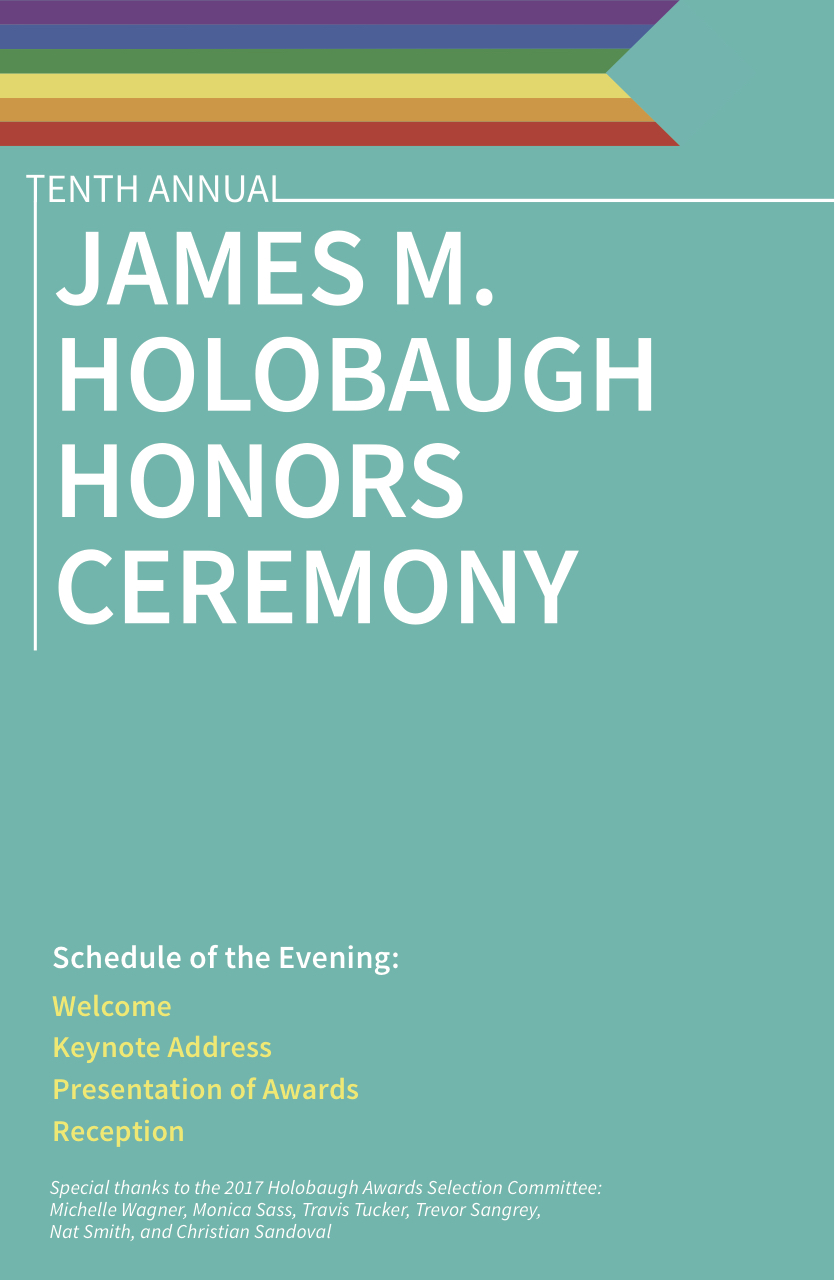 TENTH ANNUAL
JAMES M.
HOLOBAUGH
HONORS
CEREMONY
Schedule of the Evening:
Welcome
Keynote Address
Presentation of Awards
Reception
Special thanks to the 2017 Holobaugh Awards Selection Committee:
Michelle Wagner, Monica Sass, Travis Tucker, Trevor Sangrey,
Nat Smith, and Christian Sandoval